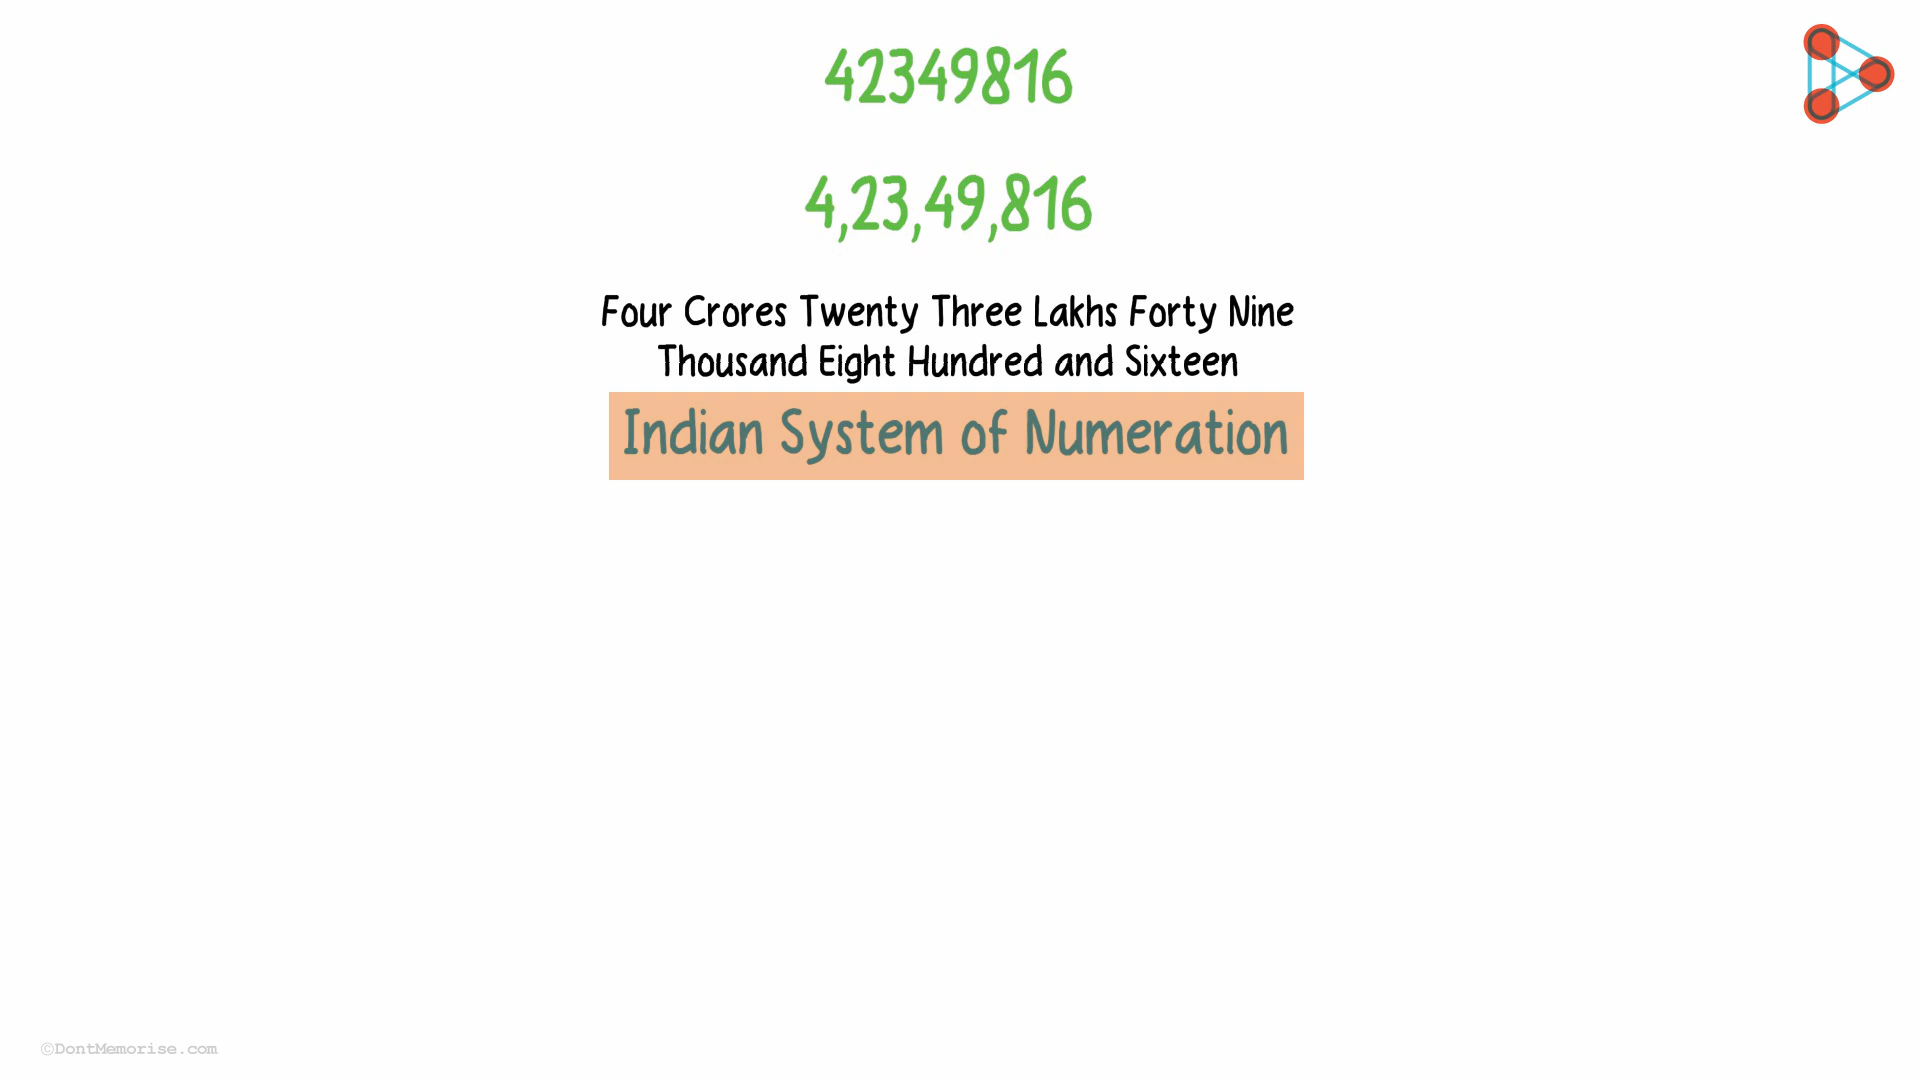 42349816
4,23,49,816
Four Crores Twenty Three Lakhs Forty Nine
Thousand Eight Hundred and Sixteen
Indian System of Numeration
©DontMemorise.com